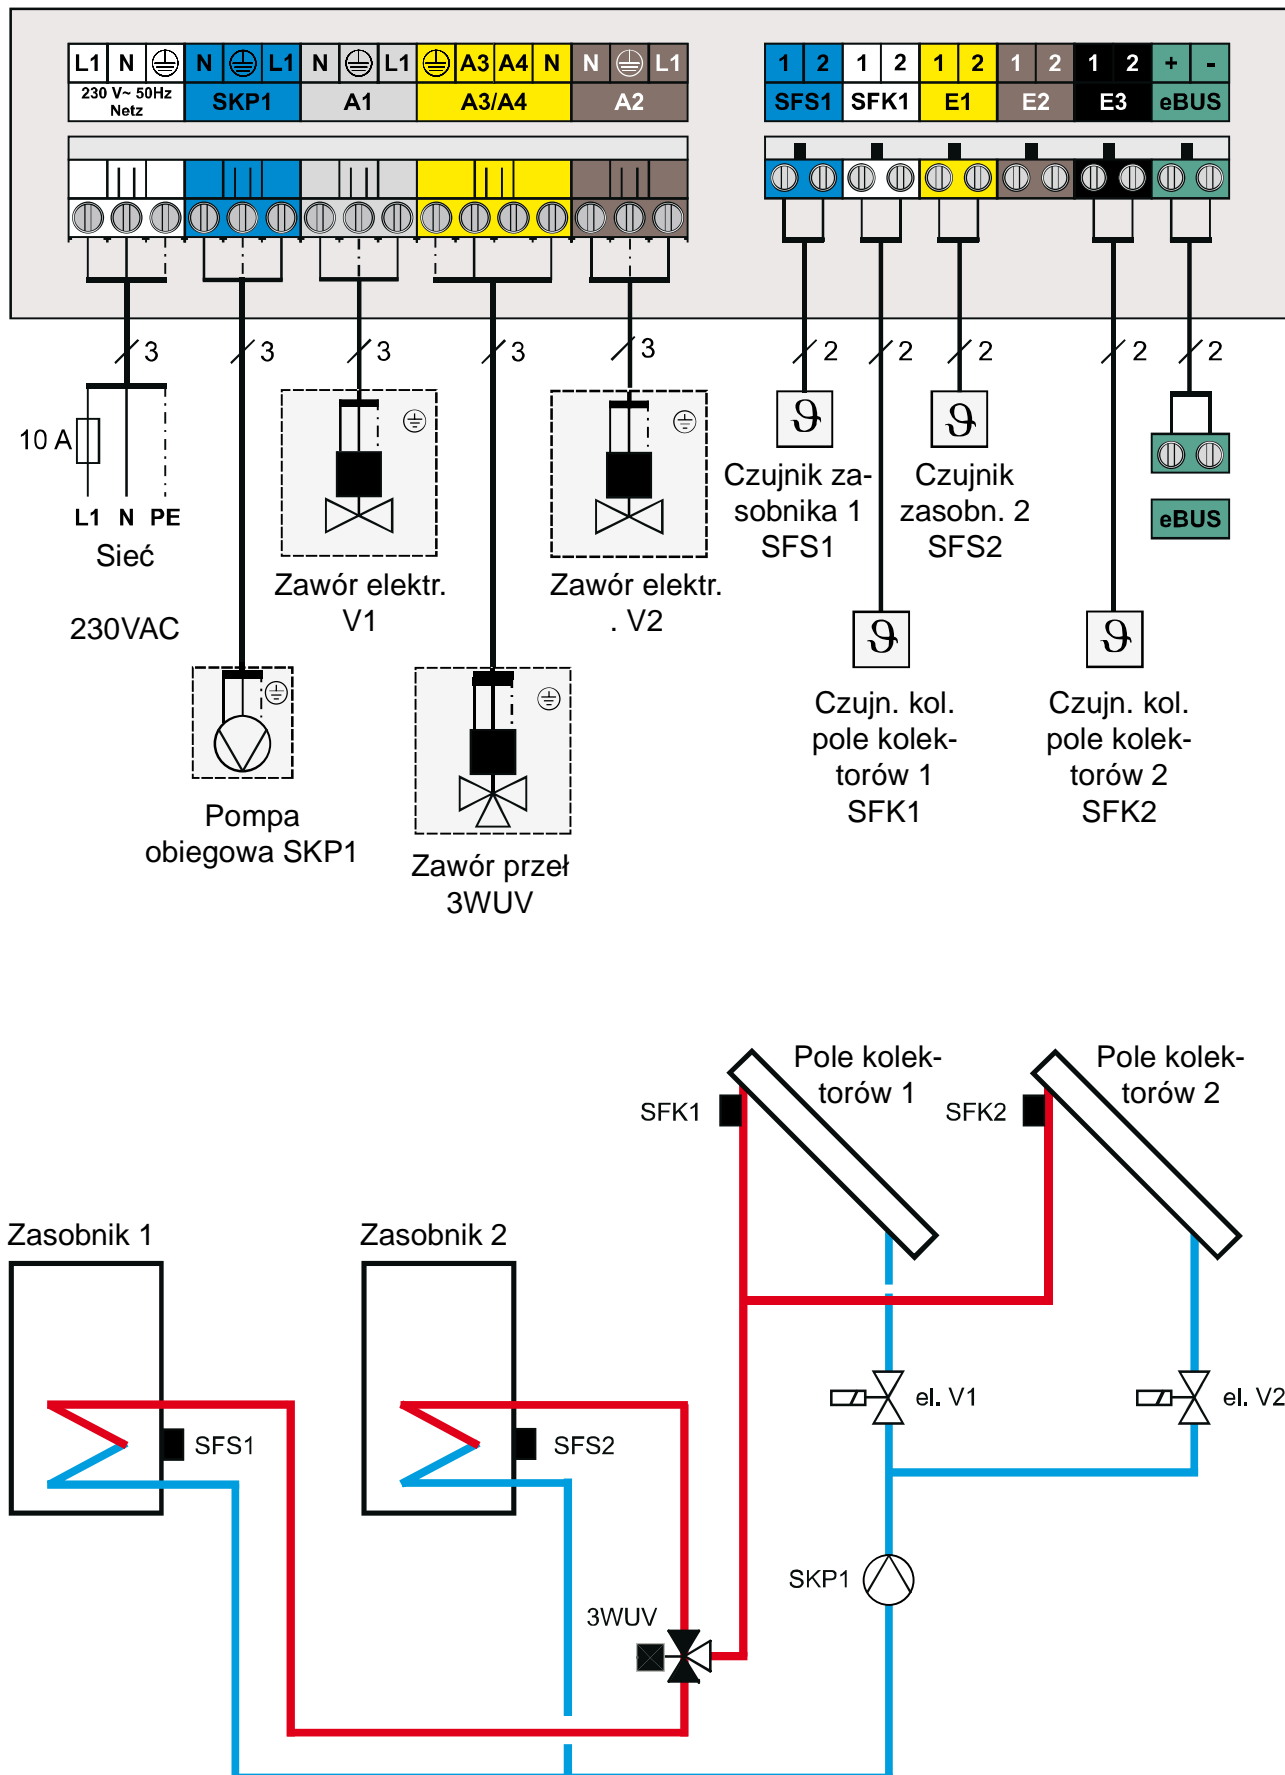 L1 N N L1 N L1 A3 A4 N N L1 1 2 1 2 1 2 1 2 1 2 + -
230 V~ 50Hz
Netz
SKP1 A1 A3/A4 A2 SFS1 SFK1 E1 E2 E3 eBUS
3 3 3 3 3 2 2 2 2 2
10 A
L1 N PE
Sieć
230VAC
Zawór elektr.
V1
Zawór elektr.
. V2
ϑ
Czujnik za-
sobnika 1
SFS1
ϑ
Czujnik
zasobn. 2
SFS2
eBUS
Pompa
obiegowa SKP1
Zawór przeł
3WUV
ϑ
Czujn. kol.
pole kolek-
torów 1
SFK1
ϑ
Czujn. kol.
pole kolek-
torów 2
SFK2
Pole kolek-
torów 1
Pole kolek-
torów 2
SFK1
SFK2
Zasobnik 1
Zasobnik 2
el. V1
el. V2
SFS1
SFS2
SKP1
3WUV